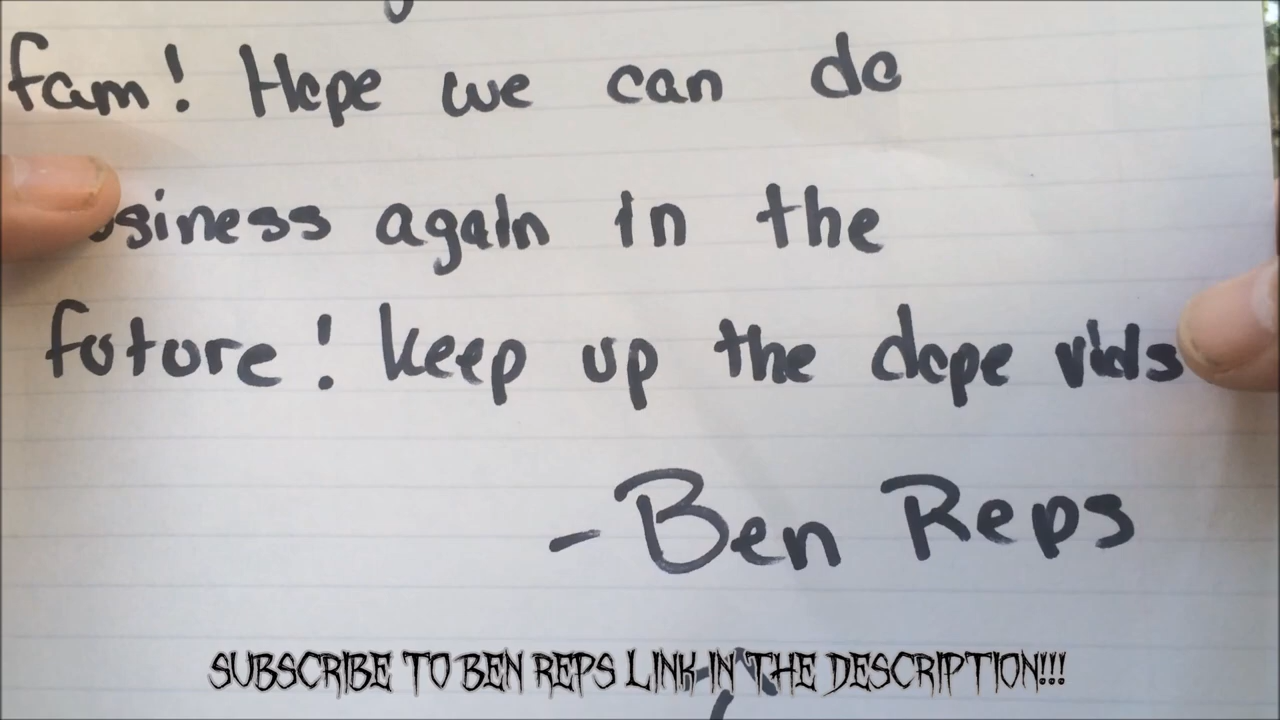 fam! Hope we can do
business again in the
future! keep up the dope vids
- Ben Reps
SUBSCRIBE TO BEN REPS LINK IN THE DESCRIPTION!!!